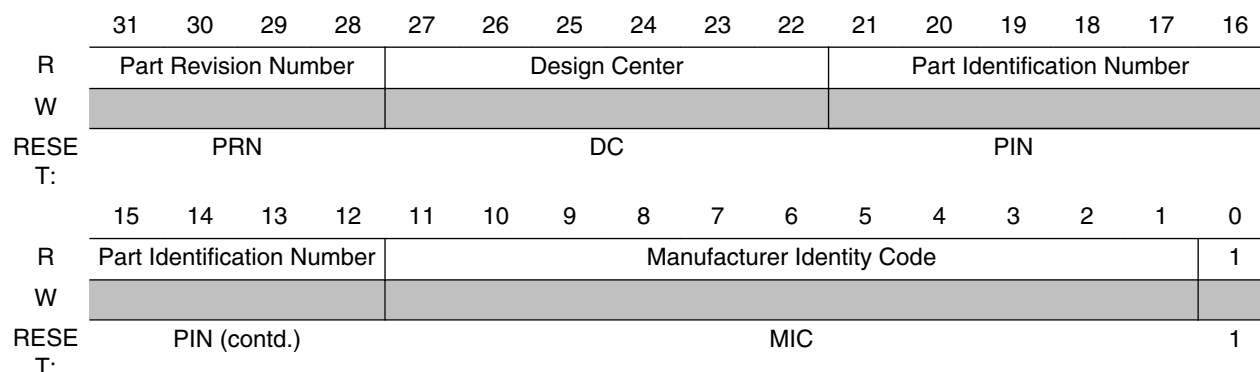 31 30 29 28 27 26 25 24 23 22 21 20 19 18 17 16
R Part Revision Number Design Center Part Identification Number
W
RESE PRN DC PIN
T:
15 14 13 12 11 10 9 8 7 6 5 4 3 2 1 0
R Part Identification Number Manufacturer Identity Code 1
W
RESE PIN (contd.) MIC 1
T: